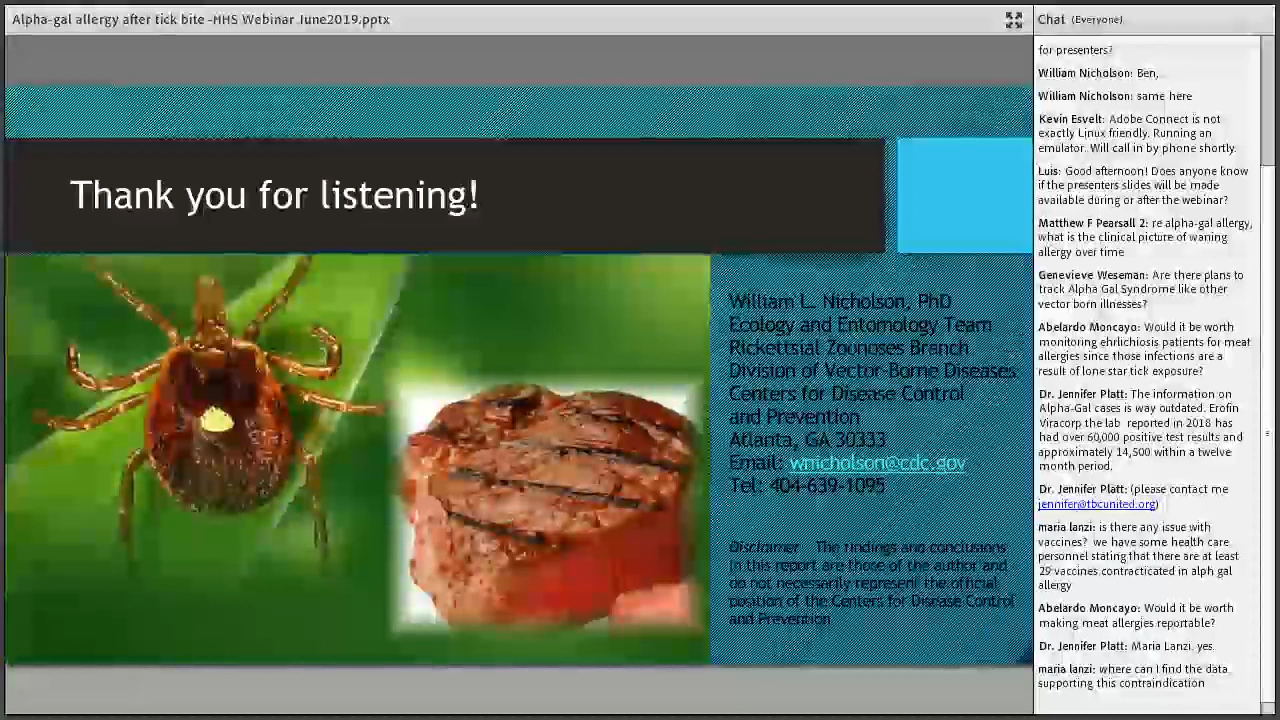 Alpha-gal allergy after tick bite -HHS Webinar June2019.pptx
Thank you for listening!
William L. Nicholson, PhD
Ecology and Entomology Team
Rickettsial Zoonoses Branch
Division of Vector-Borne Diseases
Centers for Disease Control
and Prevention
Atlanta, GA 30333
Email: wnicholson@cdc.gov
Tel: 404-639-1095
Disclaimer The findings and conclusions
in this report are those of the author and
do not necessarily represent the official
position of the Centers for Disease Control
and Prevention
Chat (Everyone)
for presenters?
William Nicholson: Ben,
William Nicholson: same here
Kevin Esvelt: Adobe Connect is not
exactly Linux friendly. Running an
emulator. Will call in by phone shortly.
Luis: Good afternoon! Does anyone know
if the presenters slides will be made
available during or after the webinar?
Matthew F Pearsall 2: re alpha-gal allergy,
what is the clinical picture of waning
allergy over time
Genevieve Weseman: Are there plans to
track Alpha Gal Syndrome like other
vector born illnesses?
Abelardo Moncayo: Would it be worth
monitoring ehrlichiosis patients for meat
allergies since those infections are a
result of lone star tick exposure?
Dr. Jennifer Platt: The information on
Alpha-Gal cases is way outdated. Erofin
Viracorp the lab reported in 2018 has
had over 60,000 positive test results and
approximately 14,500 within a twelve
month period.
Dr. Jennifer Platt: (please contact me
jennifer@tbcunited.org)
maria lanzi: is there any issue with
vaccines? we have some health care
personnel stating that there are at least
29 vaccines contracticated in alph gal
allergy
Abelardo Moncayo: Would it be worth
making meat allergies reportable?
Dr. Jennifer Platt: Maria Lanzi. yes.
maria lanzi: where can I find the data
supporting this contraindication